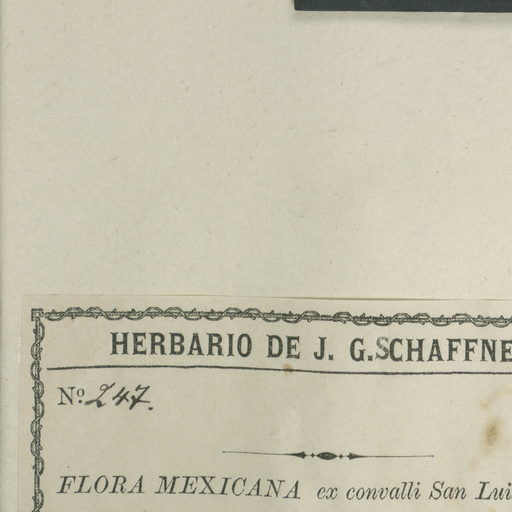 HERBARIO DE J. G. SCHAFFNE
Nº 247.
FLORA MEXICANA ex convalli San Lui